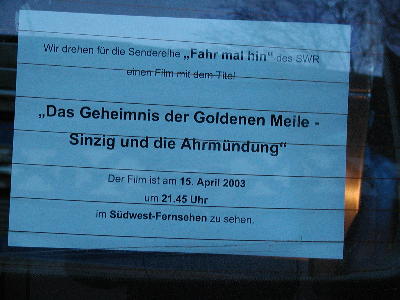 Wir drehen für die Sendereihe „Fahr mal hin“ des SWR
einen Film mit dem Titel
„Das Geheimnis der Goldenen Meile -
Sinzig und die Ahrmündung“
Der Film ist am 15. April 2003
um 21.45 Uhr
im Südwest-Fernsehen zu sehen.